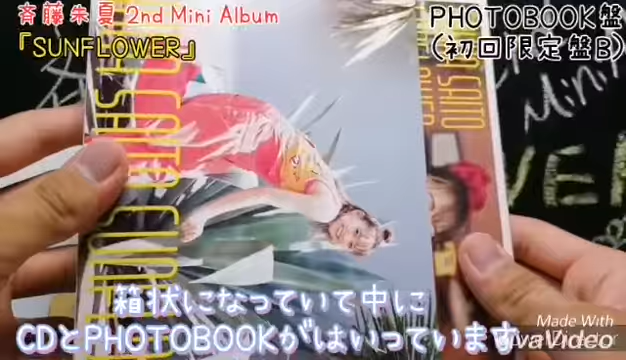 斉藤朱夏 2nd Mini Album
『SUNFLOWER』
PHOTOBOOK盤
(初回限定盤B)
SAITO
Mini
箱状になっていて中に
CDとPHOTOBOOKがはいっています
Made With
VivaVideo